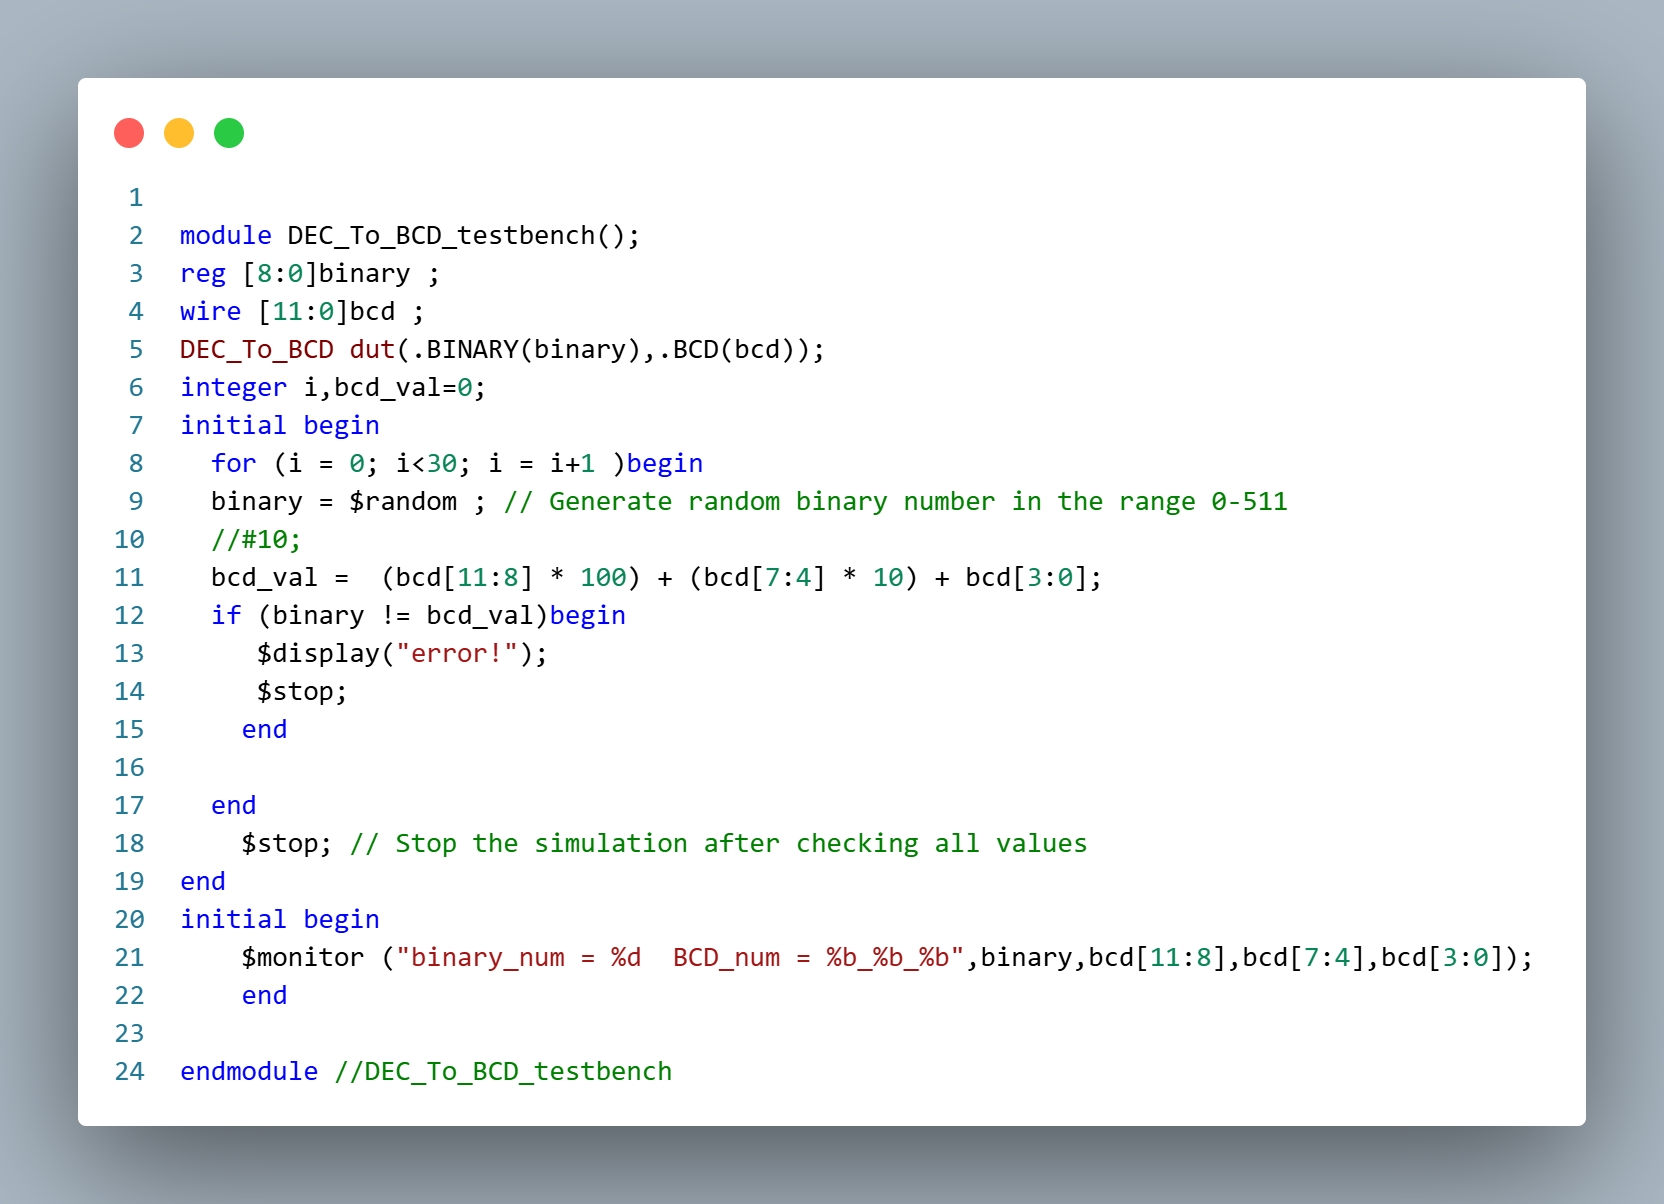 1
2 module DEC_To_BCD_testbench();
3 reg [8:0]binary ;
4 wire [11:0]bcd ;
5 DEC_To_BCD dut(.BINARY(binary),.BCD(bcd));
6 integer i,bcd_val=0;
7 initial begin
8   for (i = 0; i<30; i = i+1 )begin
9   binary = $random ; // Generate random binary number in the range 0-511
10   //#10;
11   bcd_val =  (bcd[11:8] * 100) + (bcd[7:4] * 10) + bcd[3:0];
12   if (binary != bcd_val)begin
13      $display("error!");
14      $stop;
15     end
16
17   end
18     $stop; // Stop the simulation after checking all values
19 end
20 initial begin
21     $monitor ("binary_num = %d  BCD_num = %b_%b_%b",binary,bcd[11:8],bcd[7:4],bcd[3:0]);
22     end
23
24 endmodule //DEC_To_BCD_testbench